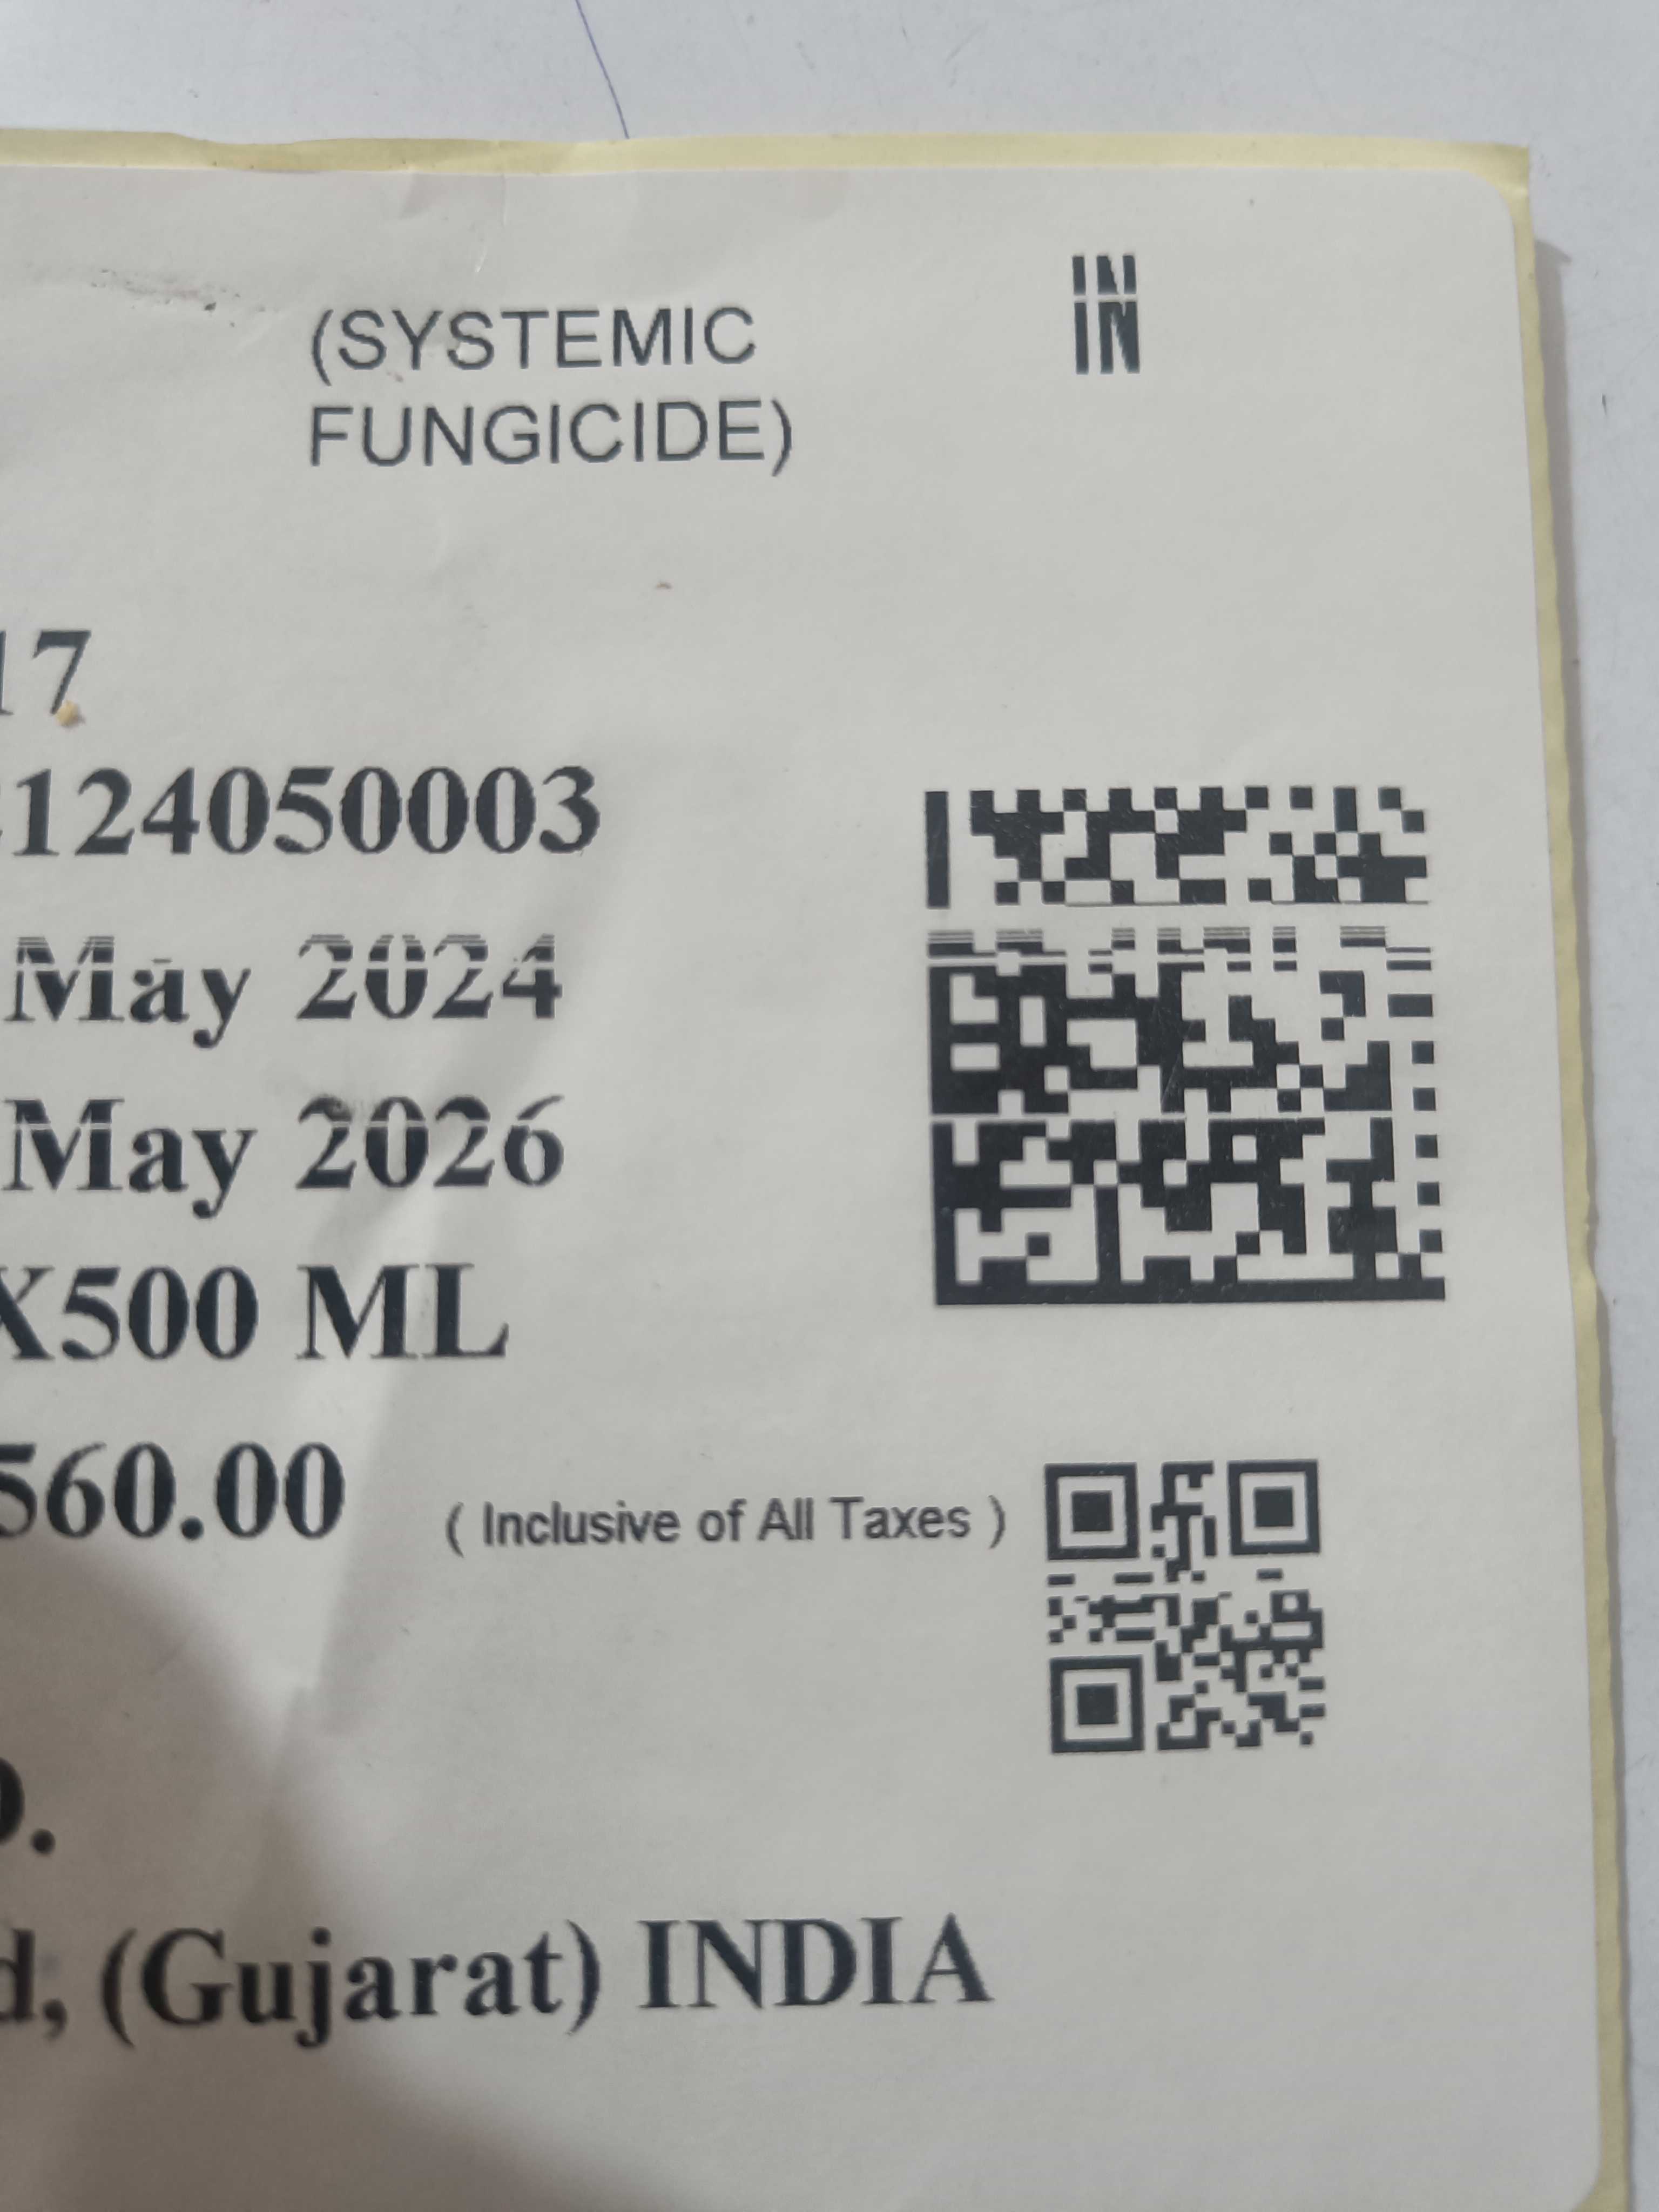 (SYSTEMIC
FUNGICIDE)
IN
17
124050003
May 2024
May 2026
X500 ML
560.00 ( Inclusive of All Taxes )
d, (Gujarat) INDIA